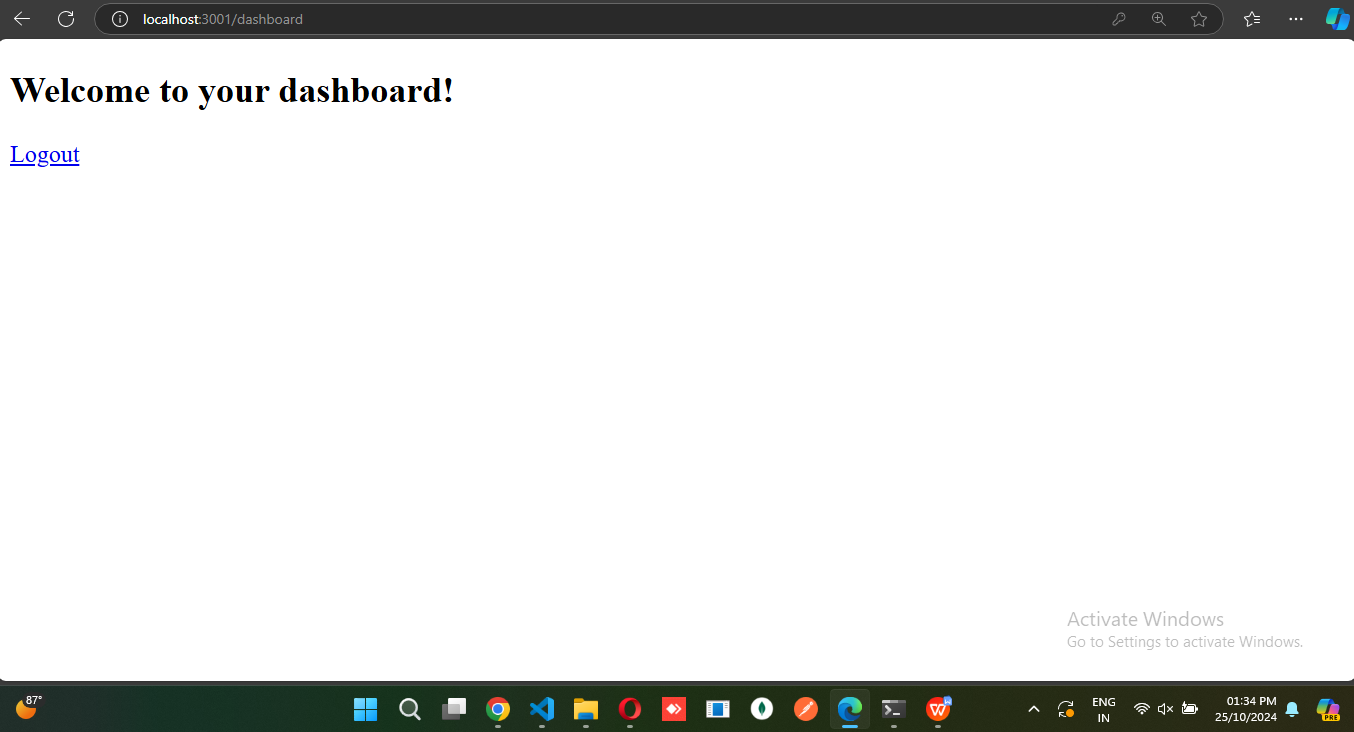 localhost:3001/dashboard
Welcome to your dashboard!
Logout
Activate Windows
Go to Settings to activate Windows.
87°
ENG
IN
01:34 PM
25/10/2024
PRE